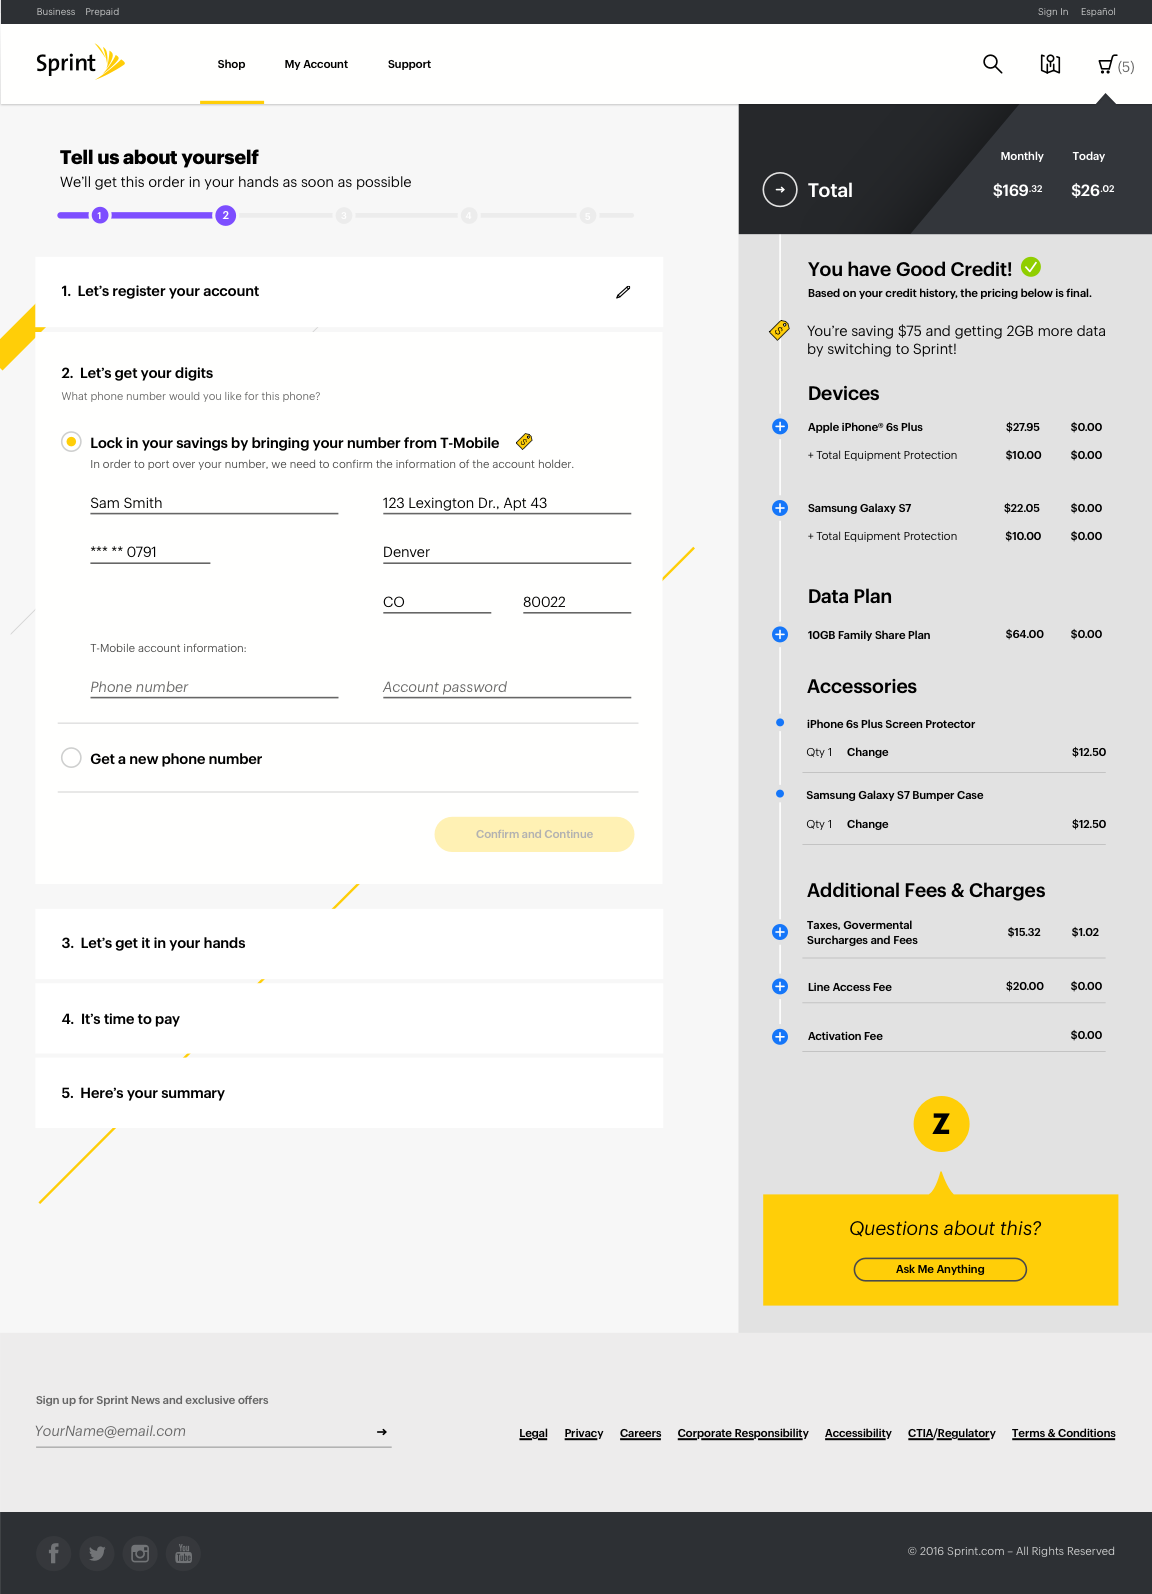 Business Prepaid
Sign In Español
Sprint
Shop My Account Support
(5)
Tell us about yourself
We'll get this order in your hands as soon as possible
1 2 3 4 5
1. Let's register your account
2. Let's get your digits
What phone number would you like for this phone?
Lock in your savings by bringing your number from T-Mobile
In order to port over your number, we need to confirm the information of the account holder.
Sam Smith
123 Lexington Dr., Apt 43
*** ** 0791
Denver
CO
80022
T-Mobile account information:
Phone number
Account password
Get a new phone number
Confirm and Continue
3. Let's get it in your hands
4. It's time to pay
5. Here's your summary
Monthly Today
Total $169.32 $26.02
You have Good Credit!
Based on your credit history, the pricing below is final.
You're saving $75 and getting 2GB more data
by switching to Sprint!
Devices
Apple iPhone® 6s Plus $27.95 $0.00
+ Total Equipment Protection $10.00 $0.00
Samsung Galaxy S7 $22.05 $0.00
+ Total Equipment Protection $10.00 $0.00
Data Plan
10GB Family Share Plan $64.00 $0.00
Accessories
iPhone 6s Plus Screen Protector
Qty 1 Change $12.50
Samsung Galaxy S7 Bumper Case
Qty 1 Change $12.50
Additional Fees & Charges
Taxes, Govermental
Surcharges and Fees $15.32 $1.02
Line Access Fee $20.00 $0.00
Activation Fee $0.00
Z
Questions about this?
Ask Me Anything
Sign up for Sprint News and exclusive offers
YourName@email.com
Legal Privacy Careers Corporate Responsibility Accessibility CTIA/Regulatory Terms & Conditions
You
Tube
© 2016 Sprint.com – All Rights Reserved